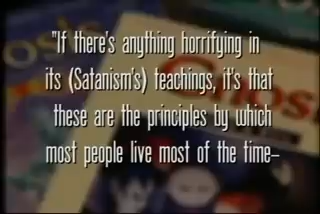 "If there's anything horrifying in
its (Satanism's) teachings, it's that
these are the principles by which
most people live most of the time–